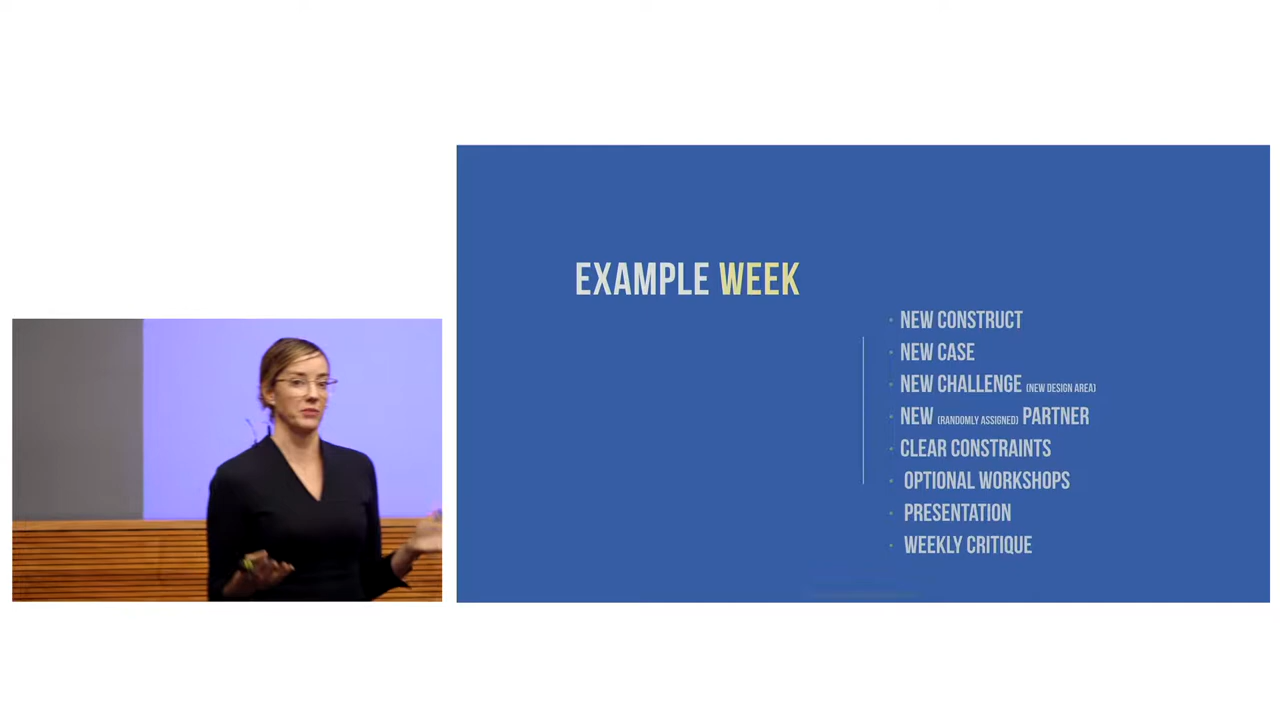 EXAMPLE WEEK
NEW CONSTRUCT
NEW CASE
NEW CHALLENGE (NEW DESIGN AREA)
NEW (RANDOMLY ASSIGNED) PARTNER
CLEAR CONSTRAINTS
OPTIONAL WORKSHOPS
PRESENTATION
WEEKLY CRITIQUE